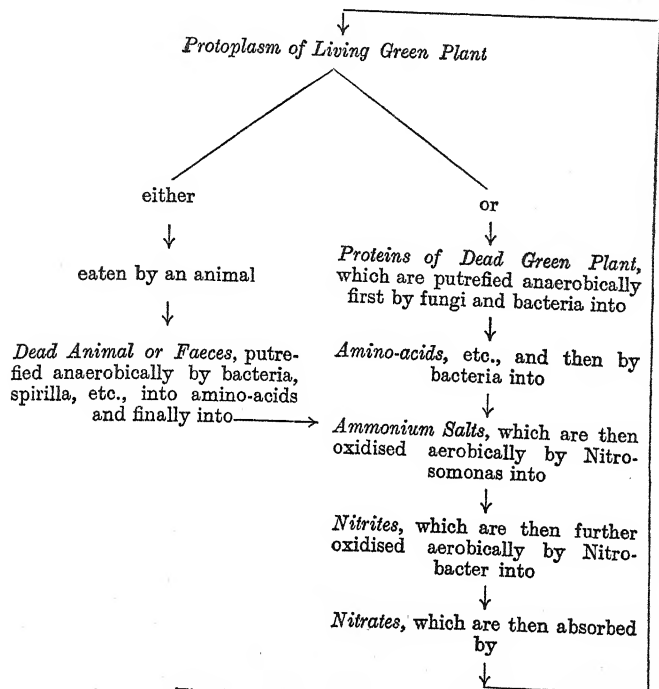 Protoplasm of Living Green Plant
either
eaten by an animal
Dead Animal or Faeces, putre-
fied anaerobically by bacteria,
spirilla, etc., into amino-acids
and finally into
or
Proteins of Dead Green Plant,
which are putrefied anaerobically
first by fungi and bacteria into
Amino-acids, etc., and then by
bacteria into
Ammonium Salts, which are then
oxidised aerobically by Nitro-
somonas into
Nitrites, which are then further
oxidised aerobically by Nitro-
bacter into
Nitrates, which are then absorbed
by